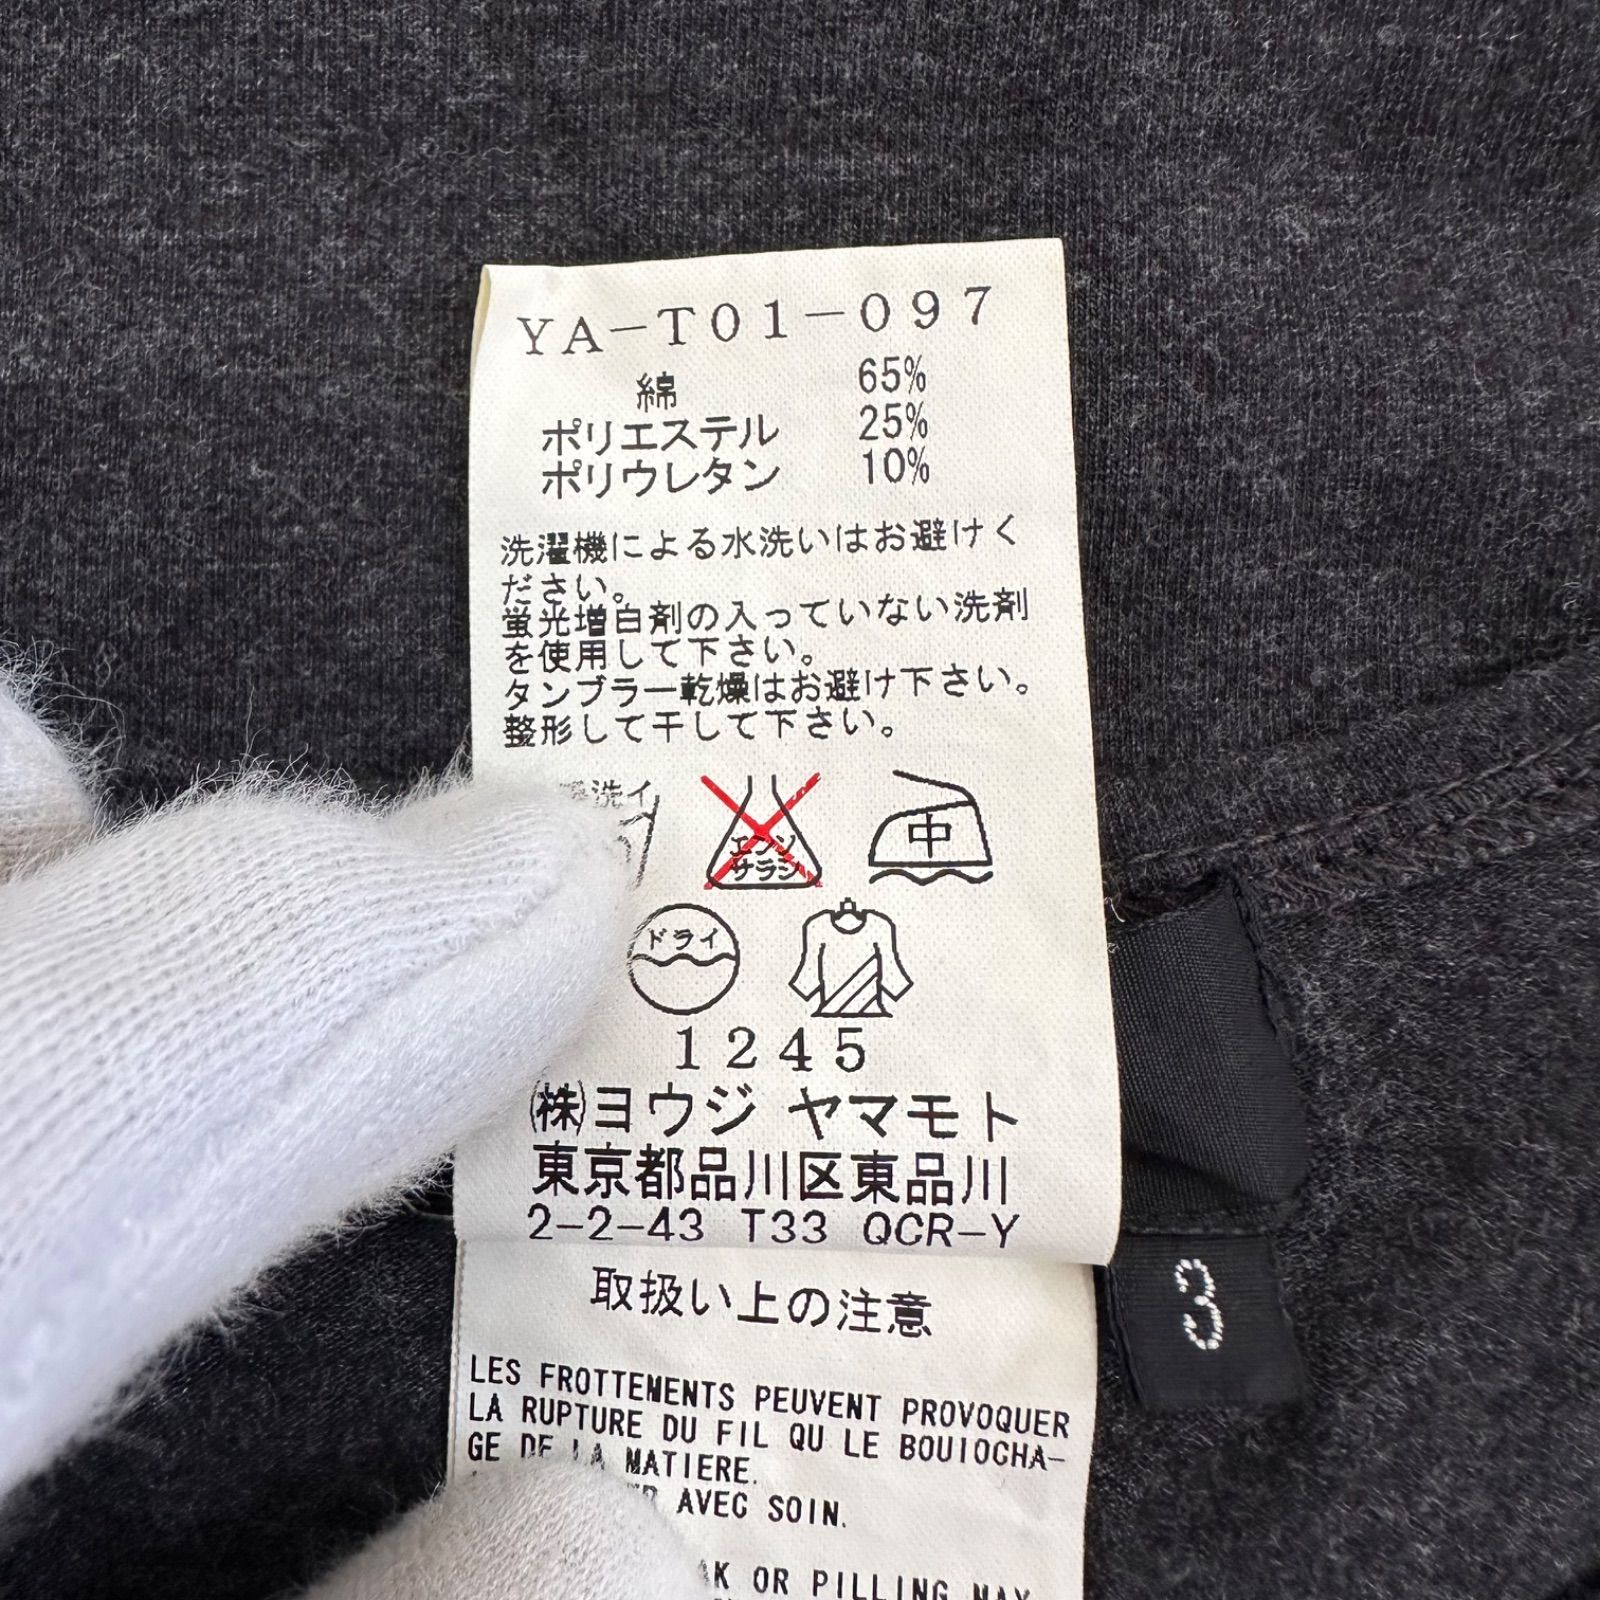 YA-T01-097
綿 65%
ポリエステル 25%
ポリウレタン 10%
洗濯機による水洗いはお避けく
ださい。
蛍光増白剤の入っていない洗剤
を使用して下さい。
タンブラー乾燥はお避け下さい。
整形して干して下さい。
洗イ
エンソ
サラシ
中
ドライ
1245
㈱ヨウジ ヤマモト
東京都品川区東品川
2-2-43 T33 QCR-Y
3
取扱い上の注意
LES FROTTEMENTS PEUVENT PROVOQUER
LA RUPTURE DU FIL QU LE BOUIOCHA-
GE DE LA MATIERE.
AVEC SOIN.
OR PILLING MAY